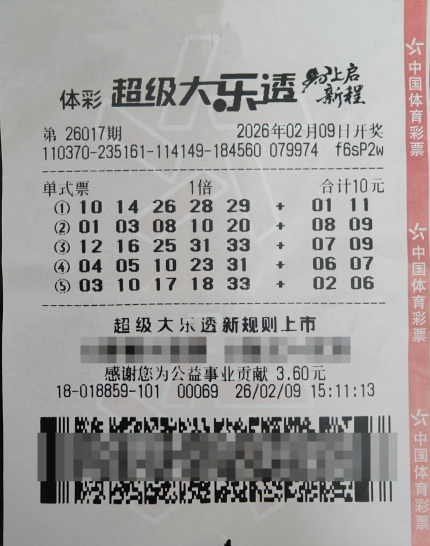 体彩 超级大乐透 马上启新程
第 26017期 2026年02月09日开奖
110370-235161-114149-184560 079974 f6sP2w
单式票 1倍 合计10元
① 10 14 26 28 29 + 01 11
② 01 03 08 10 20 + 08 09
③ 12 16 25 31 33 + 07 09
④ 04 05 10 23 31 + 06 07
⑤ 03 10 17 18 33 + 02 06
超级大乐透新规则上市
感谢您为公益事业贡献 3.60元
18-018859-101 00069 26/02/09 15:11:13
中国体育彩票
中国体育彩票
中国体育彩票